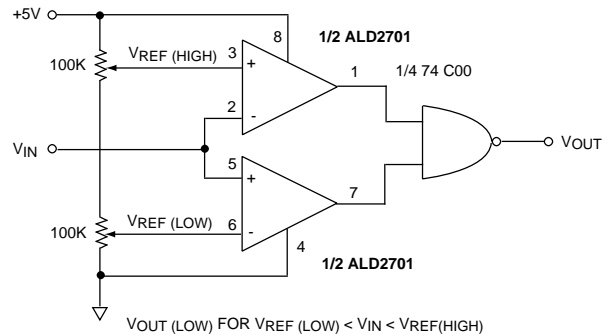 +5V
8
1/2 ALD2701
100K
VREF (HIGH)
3
+
1
1/4 74 C00
2
-
VIN
VOUT
5
+
7
100K
VREF (LOW)
6
-
4
1/2 ALD2701
VOUT (LOW) FOR VREF (LOW) < VIN < VREF(HIGH)